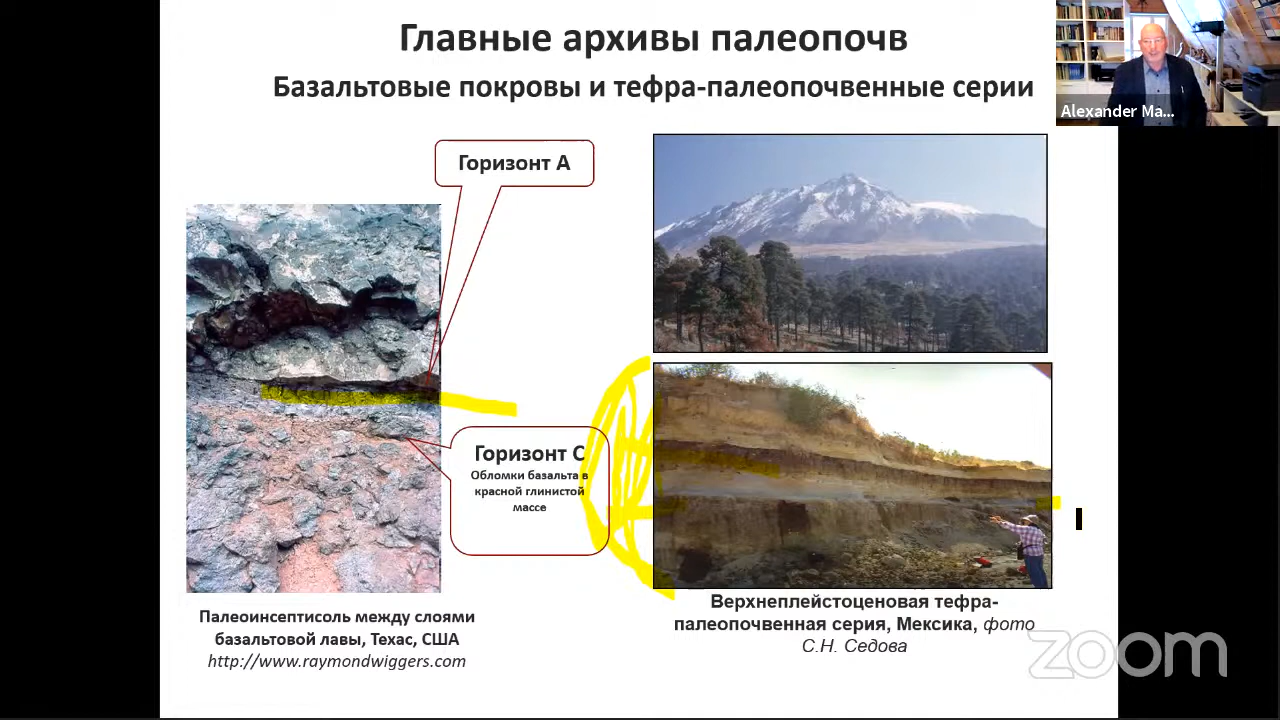 Главные архивы палеопочв
Базальтовые покровы и тефра-палеопочвенные серии
Alexander Ma...
Горизонт А
Горизонт С
Обломки базальта в
красной глинистой
массе
Палеоинсептисоль между слоями
базальтовой лавы, Техас, США
http://www.raymondwiggers.com
Верхнеплейстоценовая тефра-
палеопочвенная серия, Мексика, фото
С.Н. Седова
zoom